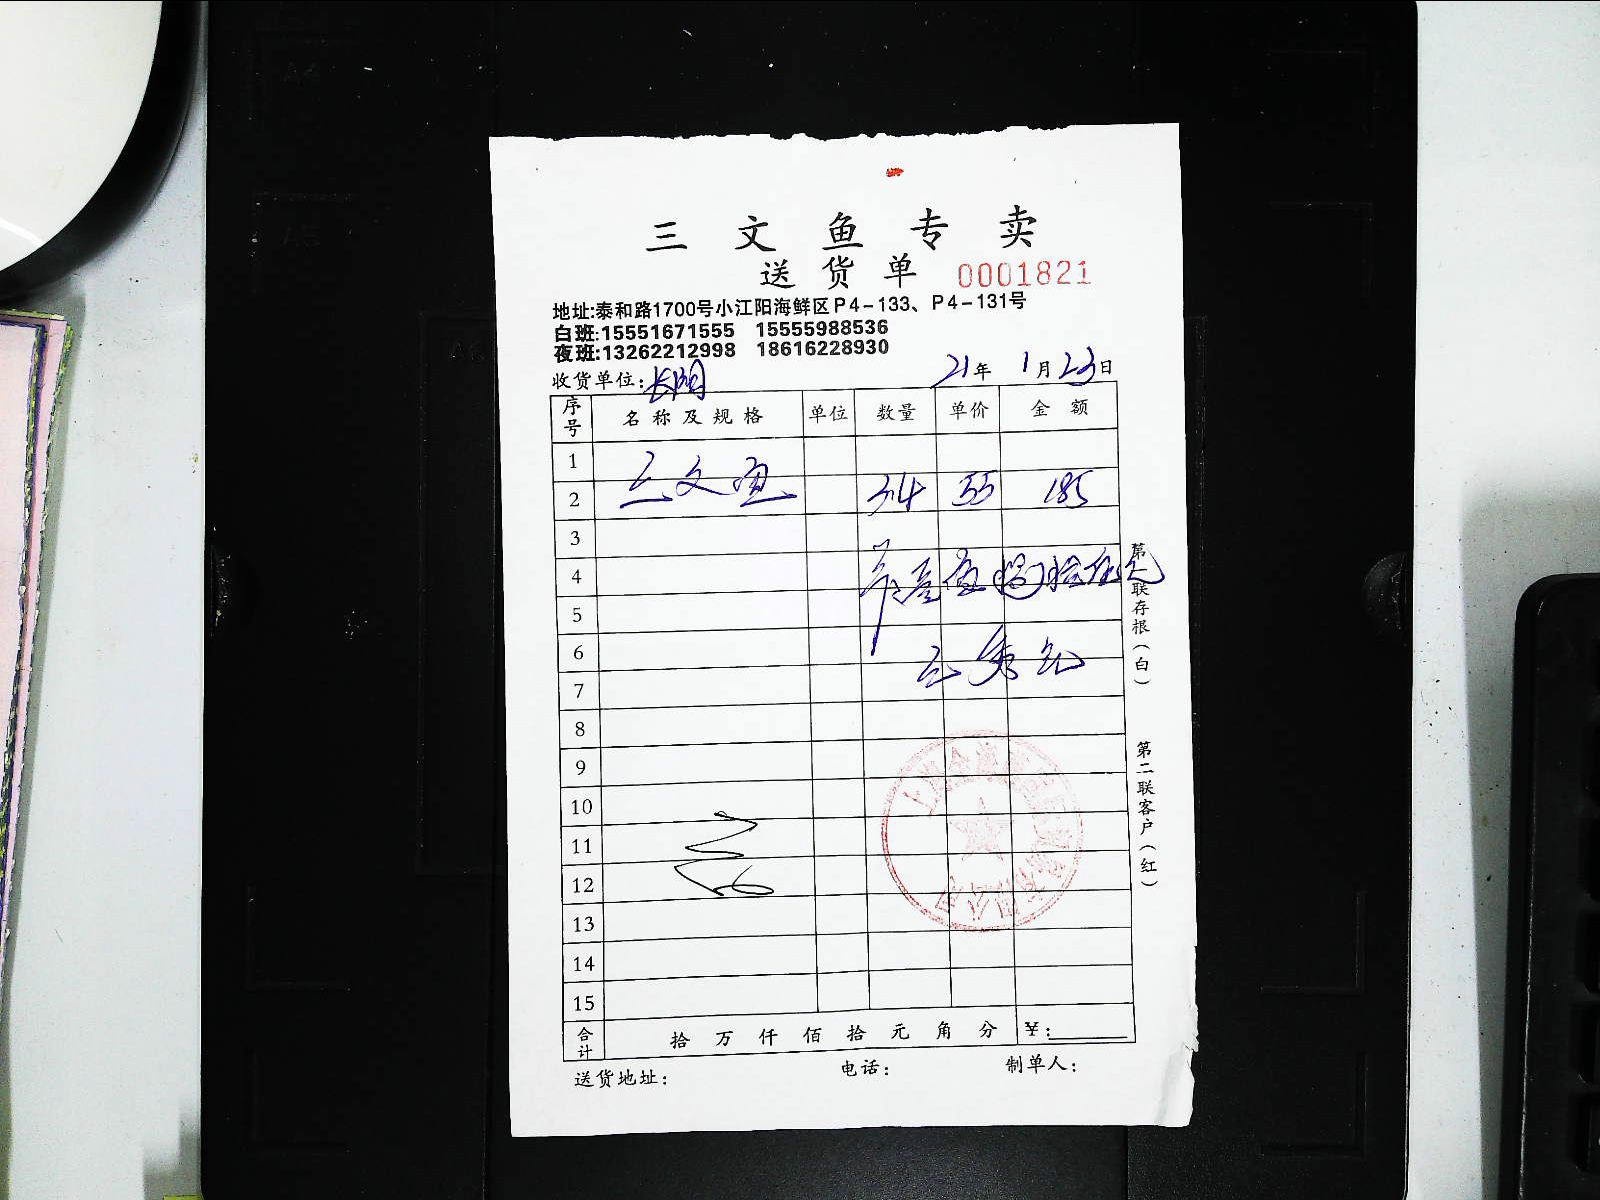 三文鱼专卖
送货单 0001821
地址:泰和路1700号小江阳海鲜区P4-133、P4-131号
白班:15551671555 15555988536
夜班:13262212998 18616228930
收货单位: 21年 1月23日
序号 名称及规格 单位 数量 单价 金额
1
2 三文鱼 3.4 55 185
3
4
5
6
7
8
9
10
11
12
13
14
15
合计 拾万仟佰拾元角分 ¥:
送货地址: 电话: 制单人:
第一联存根(白)
第二联客户(红)